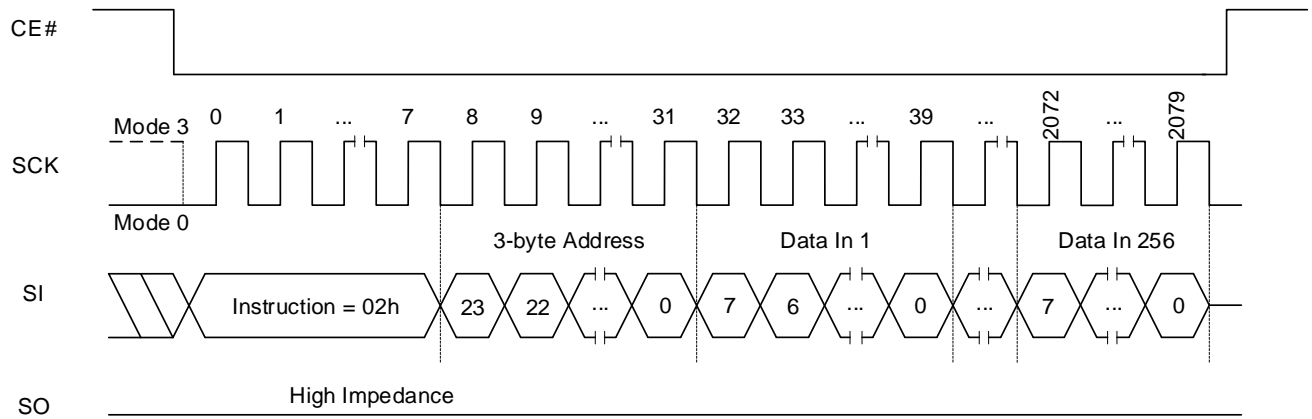 CE#
0 1 ... 7 8 9 ... 31 32 33 ... 39 ... 2072 ... 2079
Mode 3
SCK
Mode 0
3-byte Address Data In 1 Data In 256
SI
Instruction = 02h 23 22 ... 0 7 6 ... 0 ... 7 ... 0
High Impedance
SO